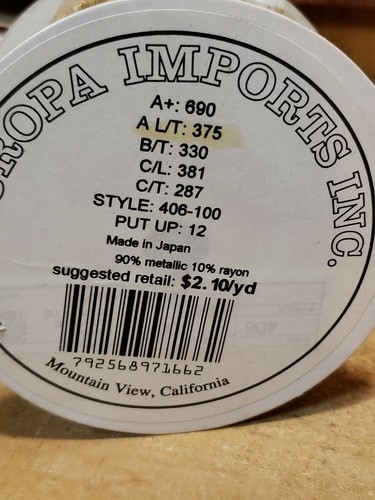 ROPA IMPORTS INC.
A+: 690
A L/T: 375
B/T: 330
C/L: 381
C/T: 287
STYLE: 406-100
PUT UP: 12
Made in Japan
90% metallic 10% rayon
suggested retail: $2.10/yd
792568971662
Mountain View, California